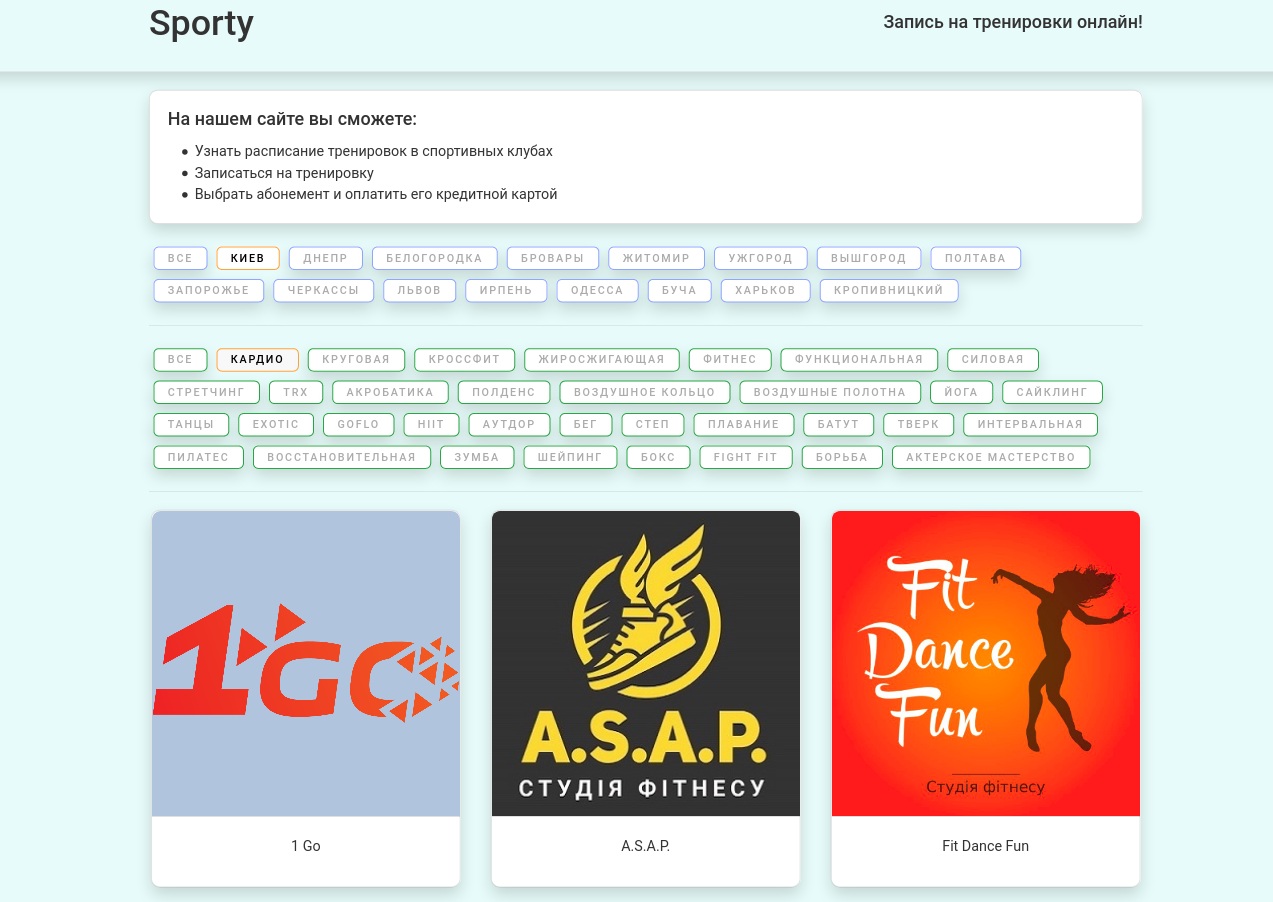 Sporty
Запись на тренировки онлайн!
На нашем сайте вы сможете:
Узнать расписание тренировок в спортивных клубах
Записаться на тренировку
Выбрать абонемент и оплатить его кредитной картой
ВСЕ КИЕВ ДНЕПР БЕЛОГОРОДКА БРОВАРЫ ЖИТОМИР УЖГОРОД ВЫШГОРОД ПОЛТАВА
ЗАПОРОЖЬЕ ЧЕРКАССЫ ЛЬВОВ ИРПЕНЬ ОДЕССА БУЧА ХАРЬКОВ КРОПИВНИЦКИЙ
ВСЕ КАРДИО КРУГОВАЯ КРОССФИТ ЖИРОСЖИГАЮЩАЯ ФИТНЕС ФУНКЦИОНАЛЬНАЯ СИЛОВАЯ
СТРЕТЧИНГ TRX АКРОБАТИКА ПОЛДЕНС ВОЗДУШНОЕ КОЛЬЦО ВОЗДУШНЫЕ ПОЛОТНА ЙОГА САЙКЛИНГ
ТАНЦЫ EXOTIC GOFLO HIIT АУТДОР БЕГ СТЕП ПЛАВАНИЕ БАТУТ ТВЕРК ИНТЕРВАЛЬНАЯ
ПИЛАТЕС ВОССТАНОВИТЕЛЬНАЯ ЗУМБА ШЕЙПИНГ БОКС FIGHT FIT БОРЬБА АКТЕРСКОЕ МАСТЕРСТВО
1GO
A.S.A.P.
СТУДІЯ ФІТНЕСУ
Fit
Dance
Fun
Студія фітнесу
1 Go
A.S.A.P.
Fit Dance Fun